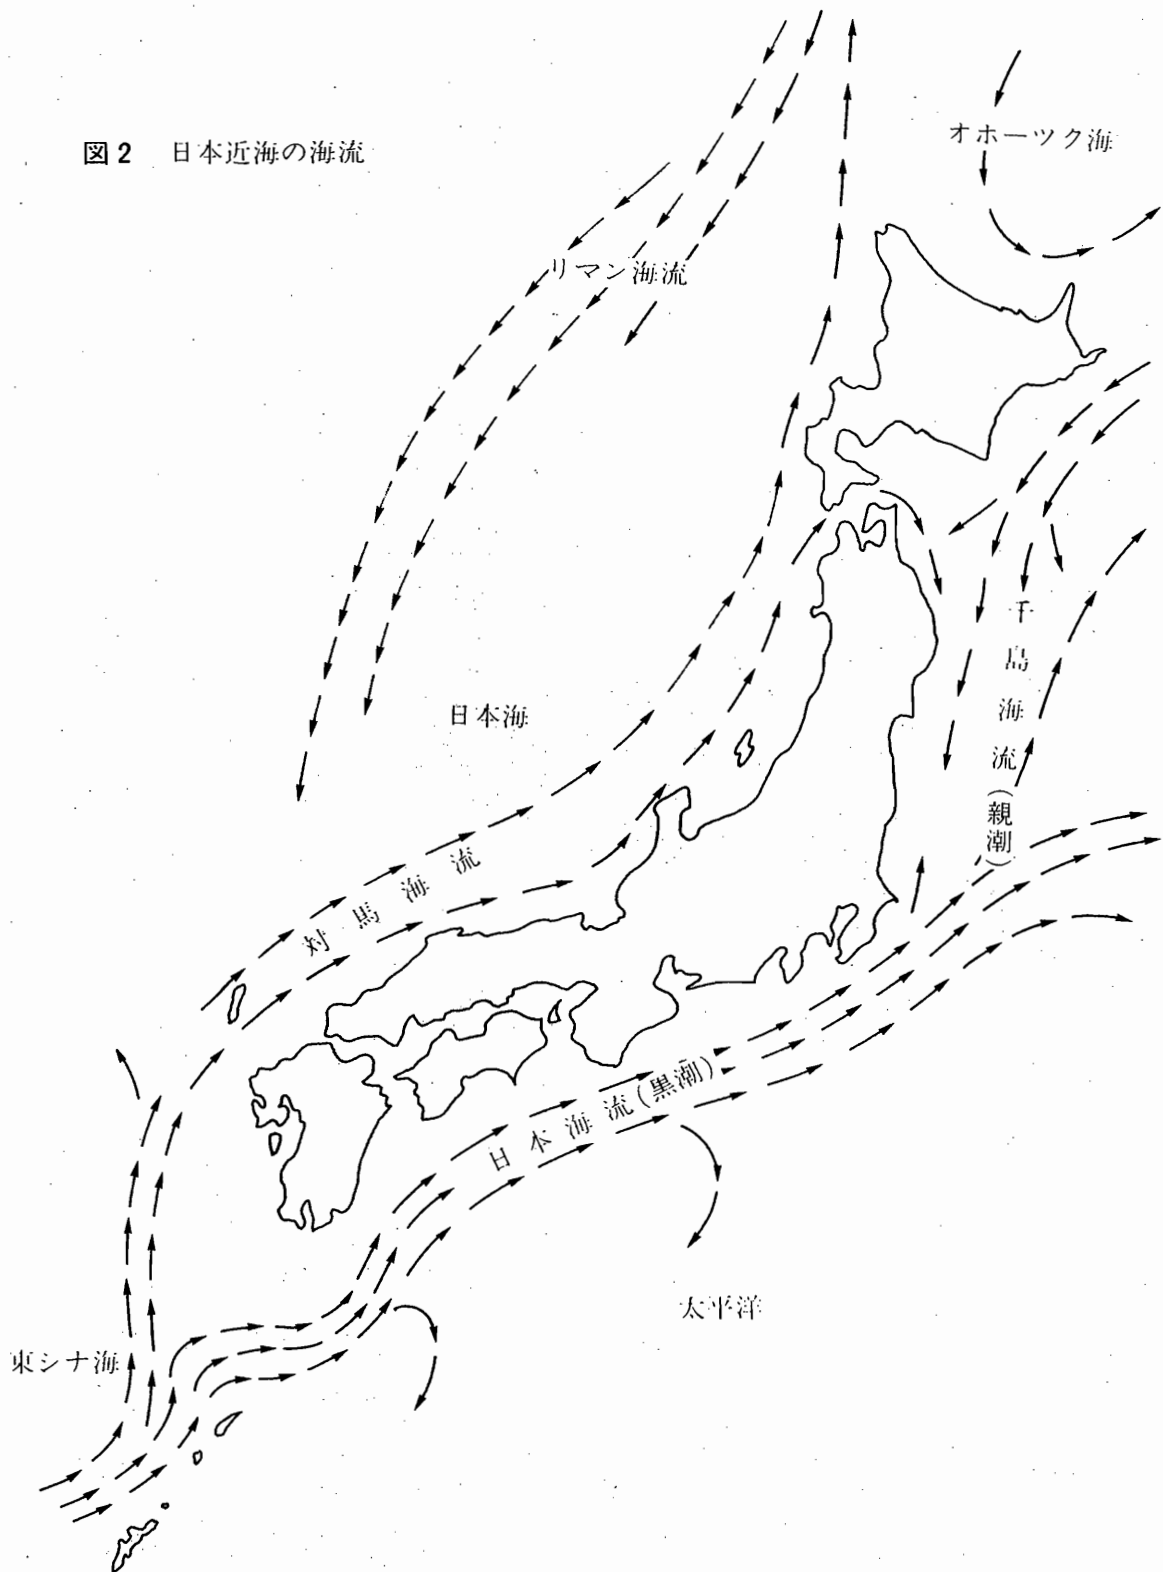 図2　日本近海の海流
オホーツク海
リマン海流
千島海流(親潮)
日本海
対馬海流
日本海流(黒潮)
太平洋
東シナ海